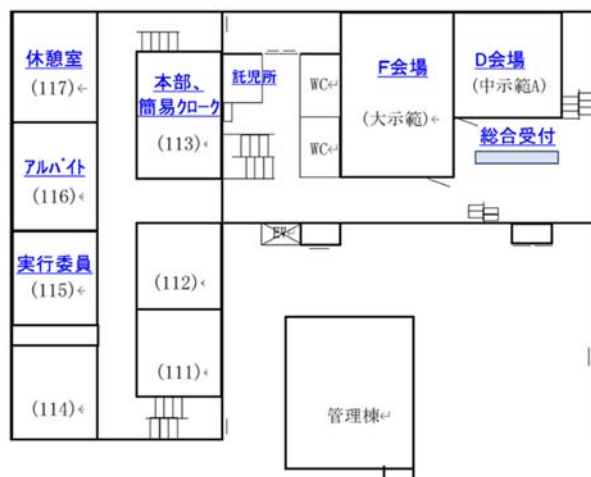 休憩室
(117)
本部、
簡易クローク
(113)
託児所
WC
WC
F会場
(大示範)
D会場
(中示範A)
総合受付
アルバイト
(116)
実行委員
(115)
EV
(112)
(111)
(114)
管理棟